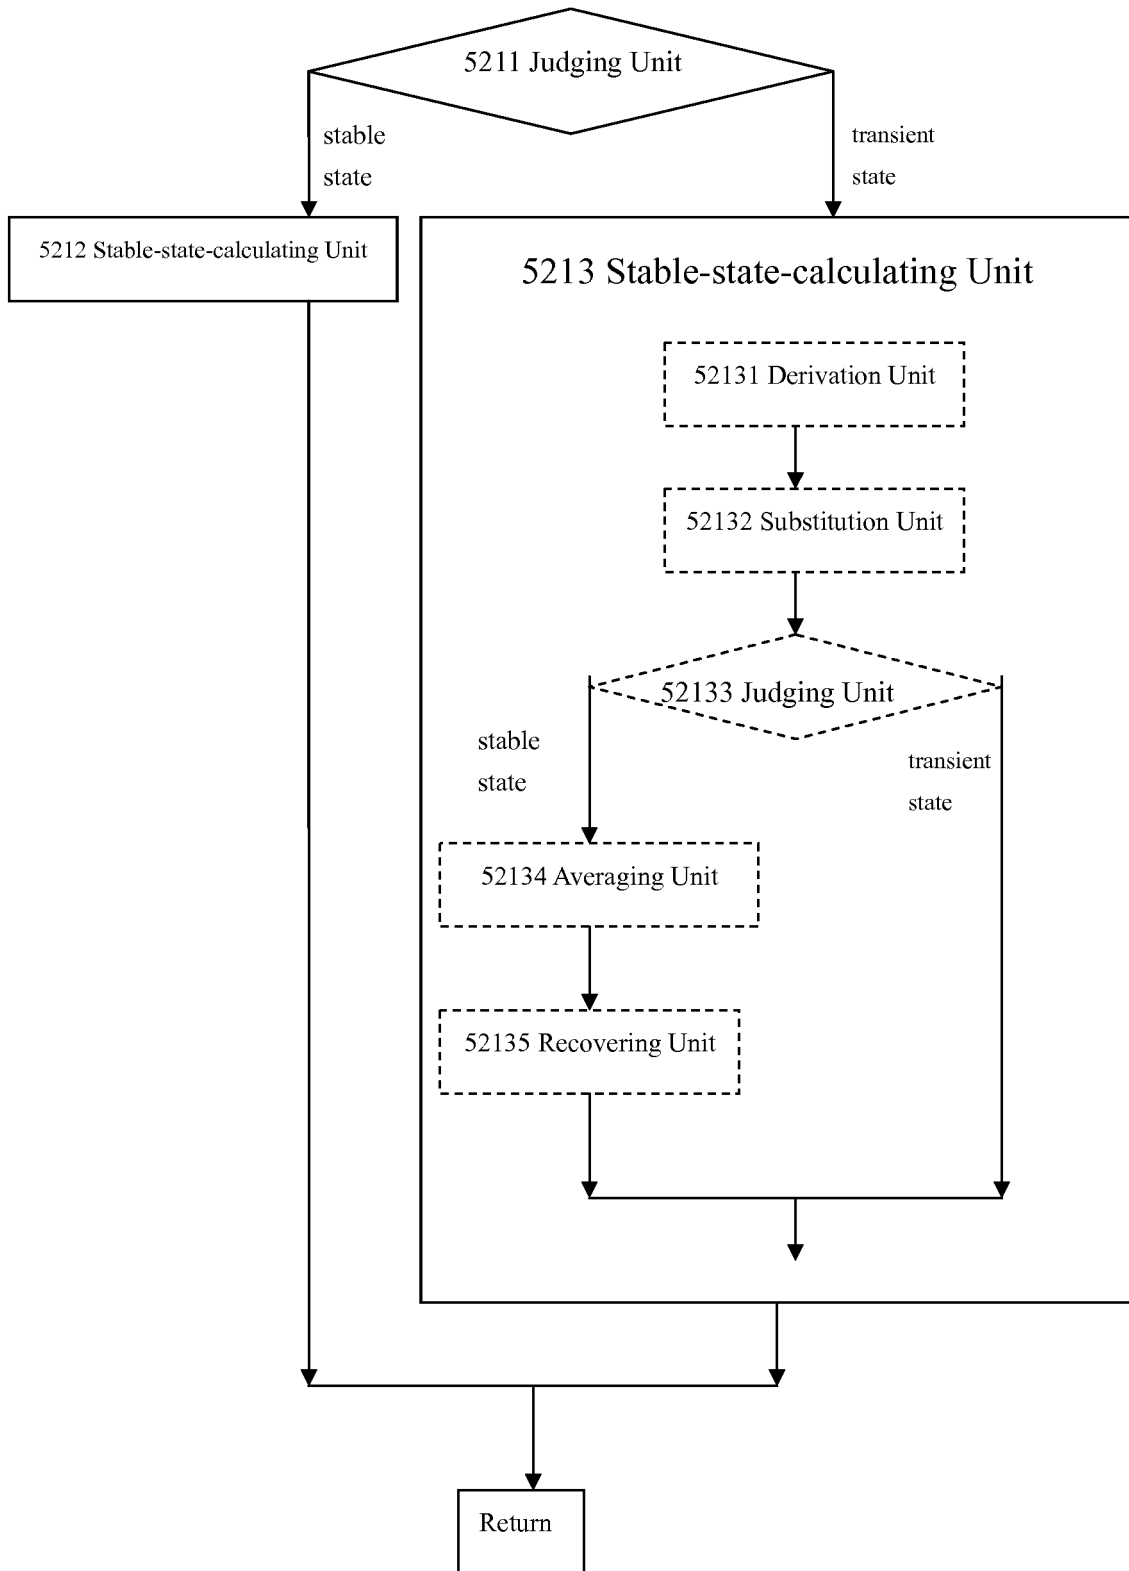 5211 Judging Unit
stable
state
transient
state
5212 Stable-state-calculating Unit
5213 Stable-state-calculating Unit
52131 Derivation Unit
52132 Substitution Unit
52133 Judging Unit
stable
state
transient
state
52134 Averaging Unit
52135 Recovering Unit
Return